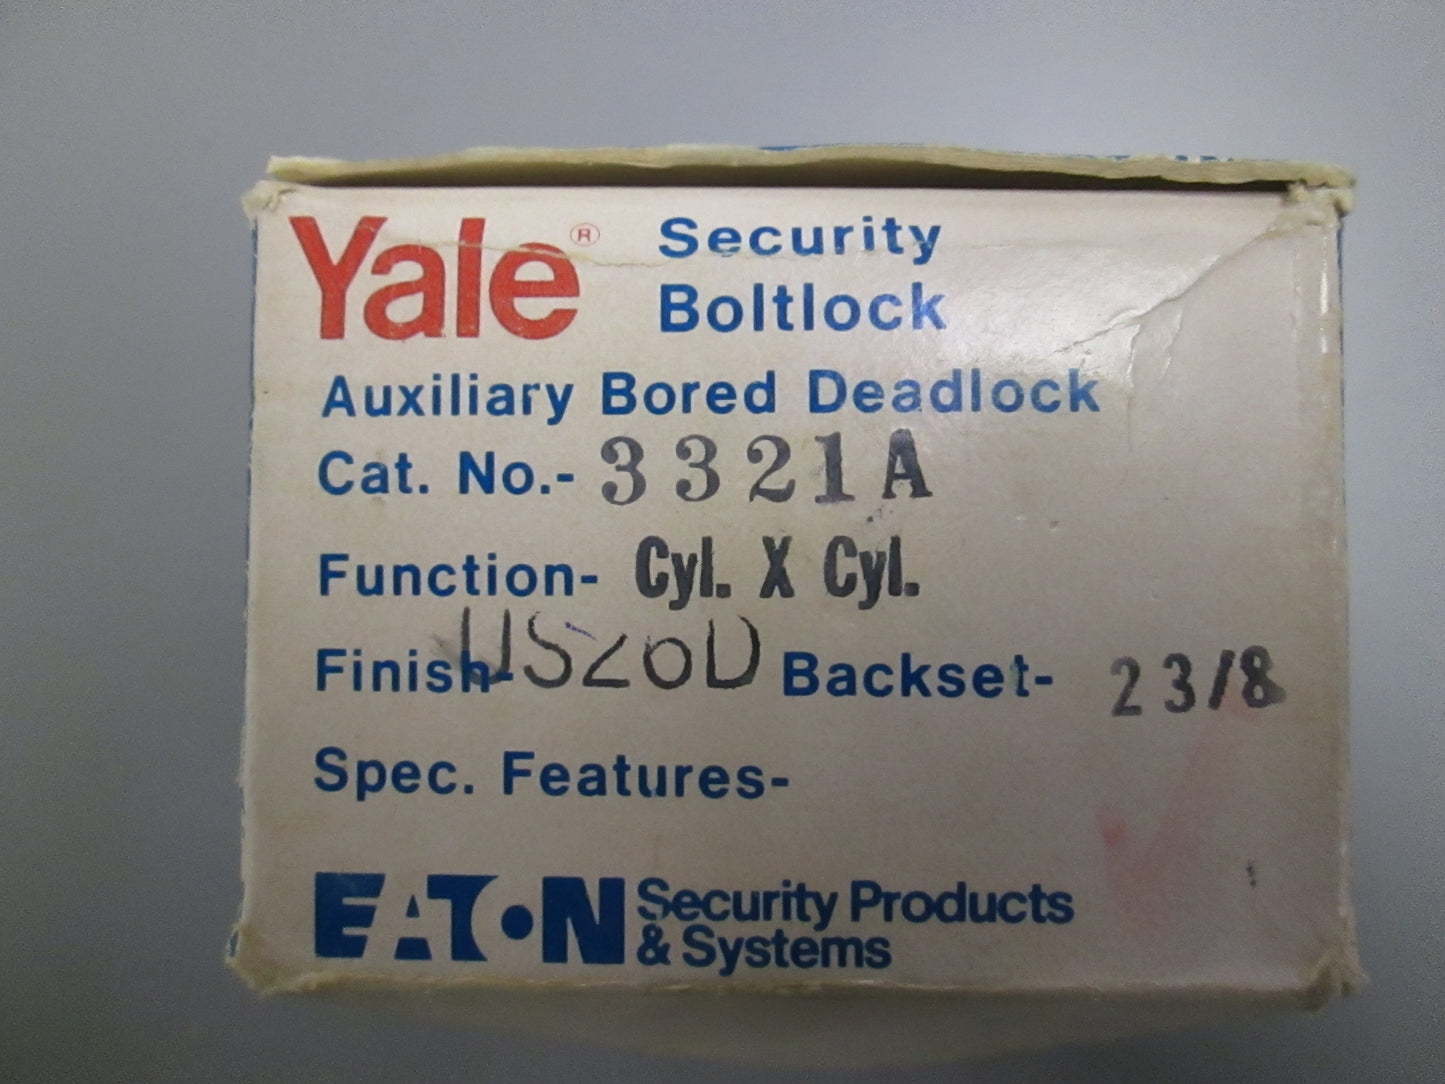 Yale® Security
Boltlock
Auxiliary Bored Deadlock
Cat. No.- 3321A
Function- Cyl. X Cyl.
Finish- US26D Backset- 2 3/8
Spec. Features-
EATON Security Products
& Systems